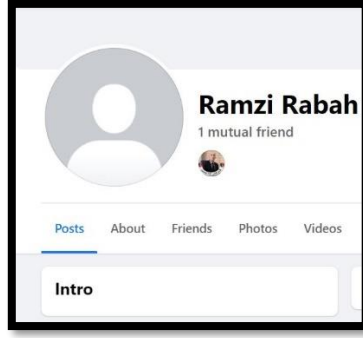 Ramzi Rabah
1 mutual friend
Posts About Friends Photos Videos
Intro